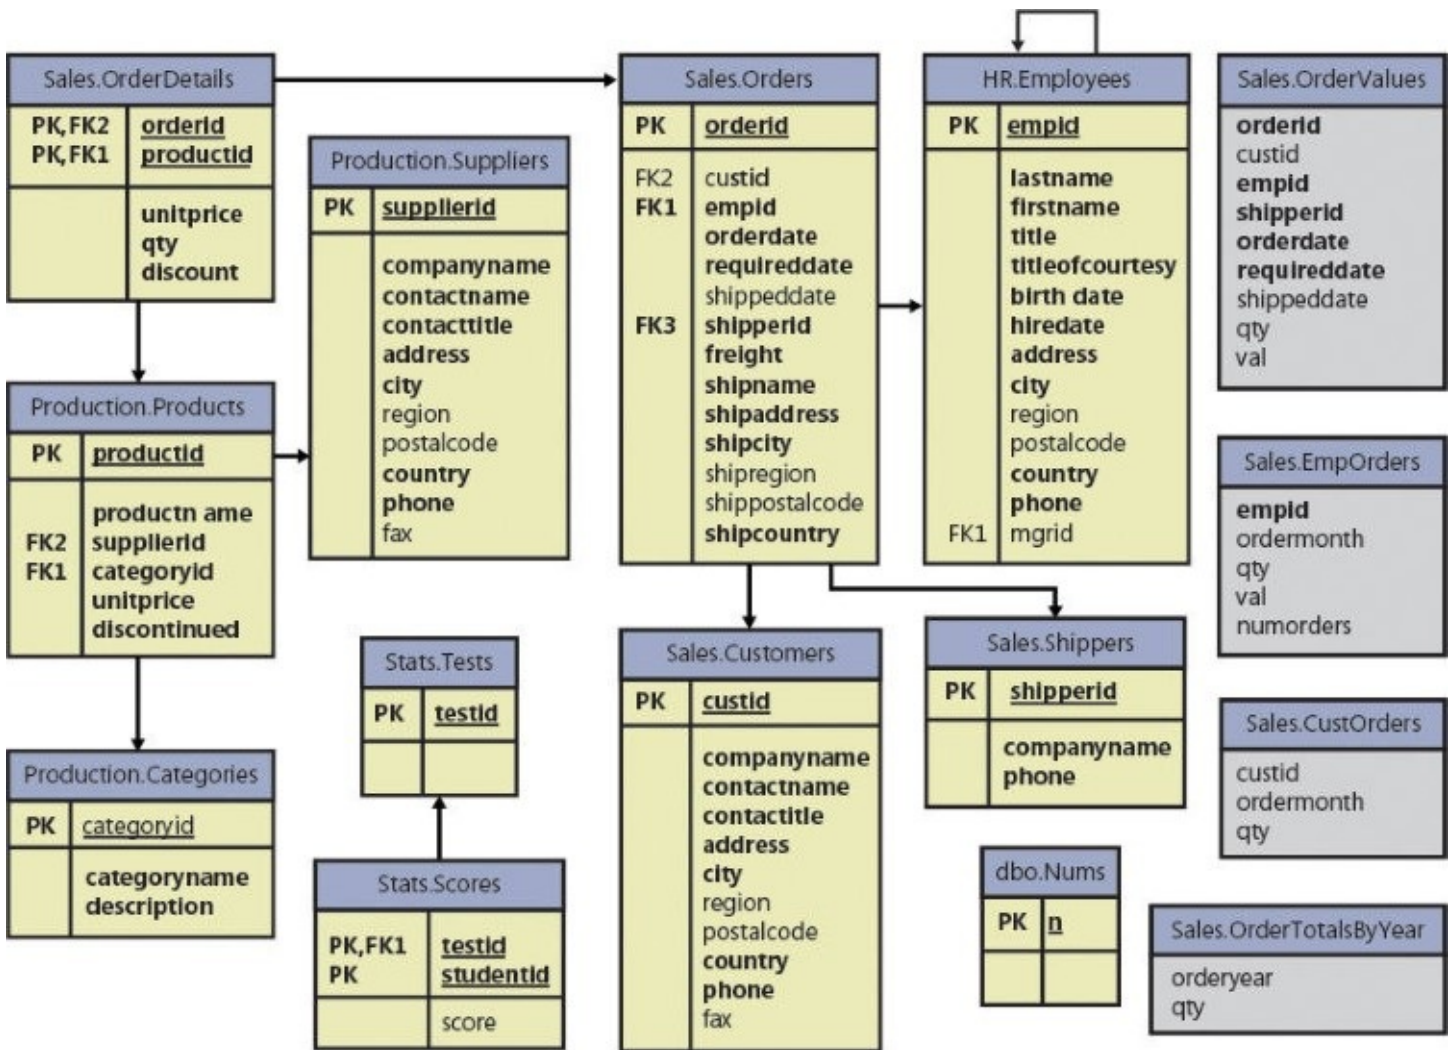 Sales.OrderDetails
PK,FK2 orderid
PK,FK1 productid
unitprice
qty
discount
Production.Suppliers
PK supplierid
companyname
contactname
contacttitle
address
city
region
postalcode
country
phone
fax
Sales.Orders
PK orderid
FK2 custid
FK1 empid
orderdate
requireddate
shippeddate
FK3 shipperid
freight
shipname
shipaddress
shipcity
shipregion
shippostalcode
shipcountry
HR.Employees
PK empid
lastname
firstname
title
titleofcourtesy
birth date
hiredate
address
city
region
postalcode
country
phone
FK1 mgrid
Sales.OrderValues
orderid
custid
empid
shipperid
orderdate
requireddate
shippeddate
qty
val
Production.Products
PK productid
productn ame
FK2 supplierid
FK1 categoryid
unitprice
discontinued
Sales.EmpOrders
empid
ordermonth
qty
val
numorders
Stats.Tests
PK testid
Sales.Customers
PK custid
companyname
contactname
contactitle
address
city
region
postalcode
country
phone
fax
Sales.Shippers
PK shipperid
companyname
phone
Sales.CustOrders
custid
ordermonth
qty
Production.Categories
PK categoryid
categoryname
description
Stats.Scores
PK,FK1 testid
PK studentid
score
dbo.Nums
PK n
Sales.OrderTotalsByYear
orderyear
qty